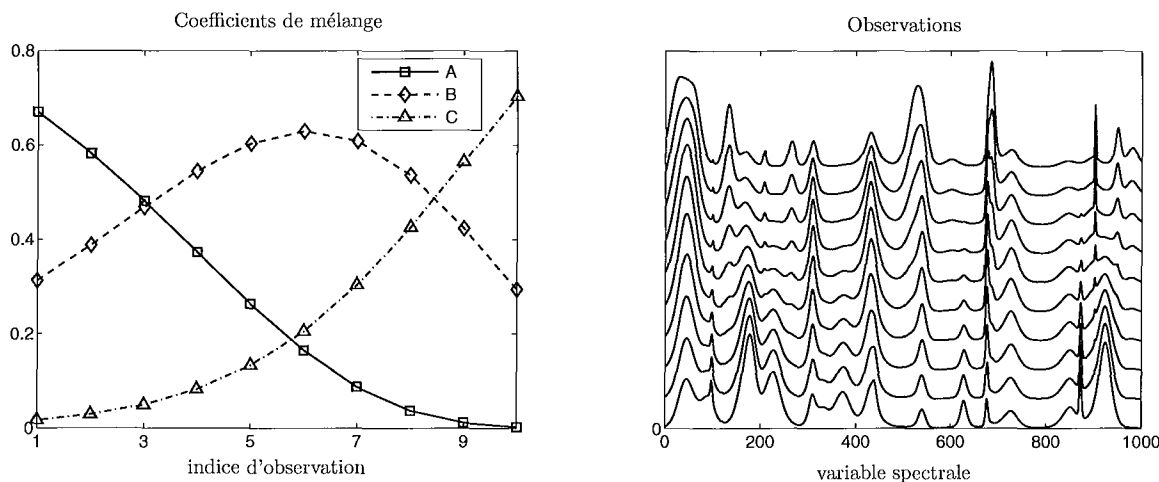 Coefficients de mélange
0.8
0.6
0.4
0.2
0
1
3
5
7
9
A
B
C
indice d'observation
Observations
0
0
200
400
600
800
1000
variable spectrale